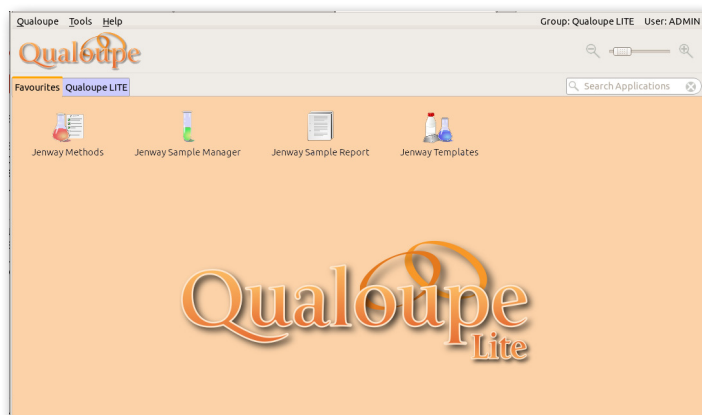 Qualoupe Tools Help Group: Qualoupe LITE User: ADMIN
Qualoupe
Favourites Qualoupe LITE Search Applications
Jenway Methods Jenway Sample Manager Jenway Sample Report Jenway Templates
Qualoupe
Lite